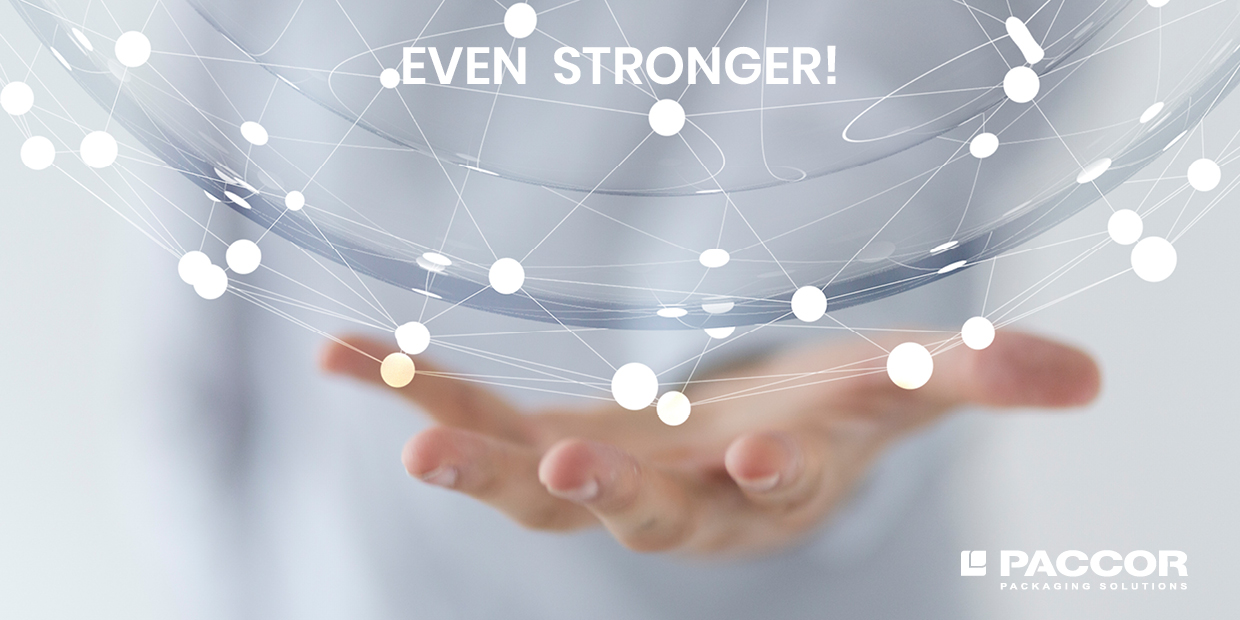 EVEN STRONGER!
PACCOR
PACKAGING SOLUTIONS